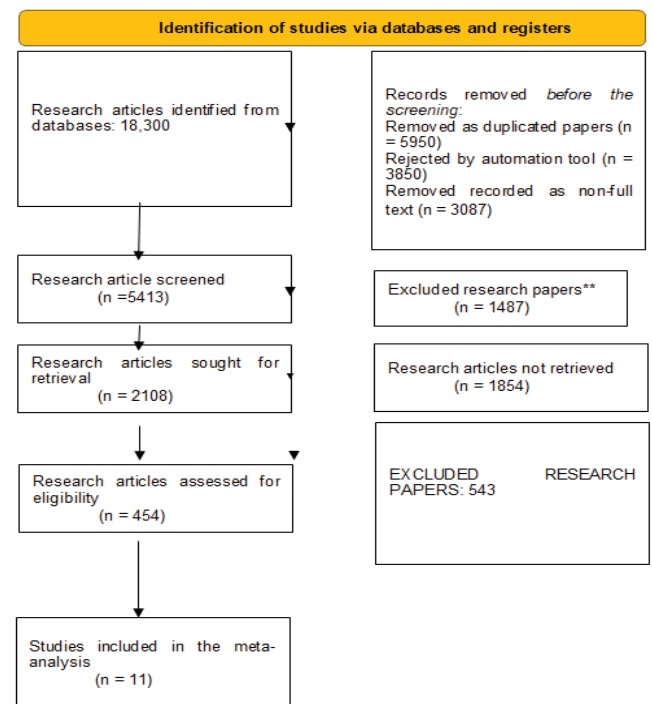 Identification of studies via databases and registers
Research articles identified from
databases: 18,300
Records removed before the
screening:
Removed as duplicated papers (n
= 5950)
Rejected by automation tool (n =
3850)
Removed recorded as non-full
text (n = 3087)
Research article screened
(n =5413)
Excluded research papers**
(n = 1487)
Research articles sought for
retrieval
(n = 2108)
Research articles not retrieved
(n = 1854)
Research articles assessed for
eligibility
(n = 454)
EXCLUDED RESEARCH
PAPERS: 543
Studies included in the meta-
analysis
(n = 11)